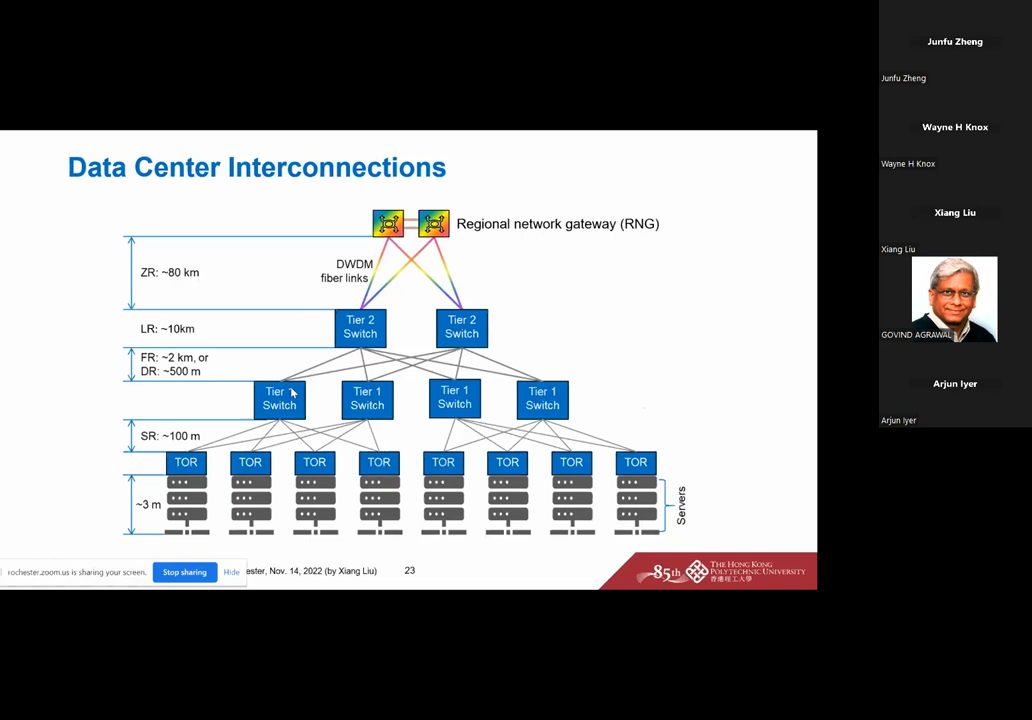 Data Center Interconnections
Regional network gateway (RNG)
DWDM
fiber links
ZR: ~80 km
Tier 2
Switch
Tier 2
Switch
LR: ~10km
FR: ~2 km, or
DR: ~500 m
Tier 1
Switch
Tier 1
Switch
Tier 1
Switch
Tier 1
Switch
SR: ~100 m
TOR
TOR
TOR
TOR
TOR
TOR
TOR
TOR
~3 m
Servers
rochester.zoom.us is sharing your screen.
Stop sharing
Hide
ester, Nov. 14, 2022 (by Xiang Liu)
23
85th
THE HONG KONG
POLYTECHNIC UNIVERSITY
香港理工大學
Junfu Zheng
Junfu Zheng
Wayne H Knox
Wayne H Knox
Xiang Liu
Xiang Liu
GOVIND AGRAWAL
Arjun Iyer
Arjun Iyer